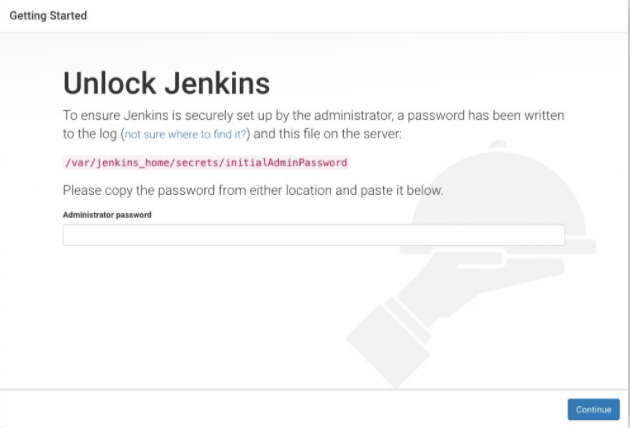 Getting Started
Unlock Jenkins
To ensure Jenkins is securely set up by the administrator, a password has been written
to the log (not sure where to find it?) and this file on the server:
/var/jenkins_home/secrets/initialAdminPassword
Please copy the password from either location and paste it below.
Administrator password
Continue